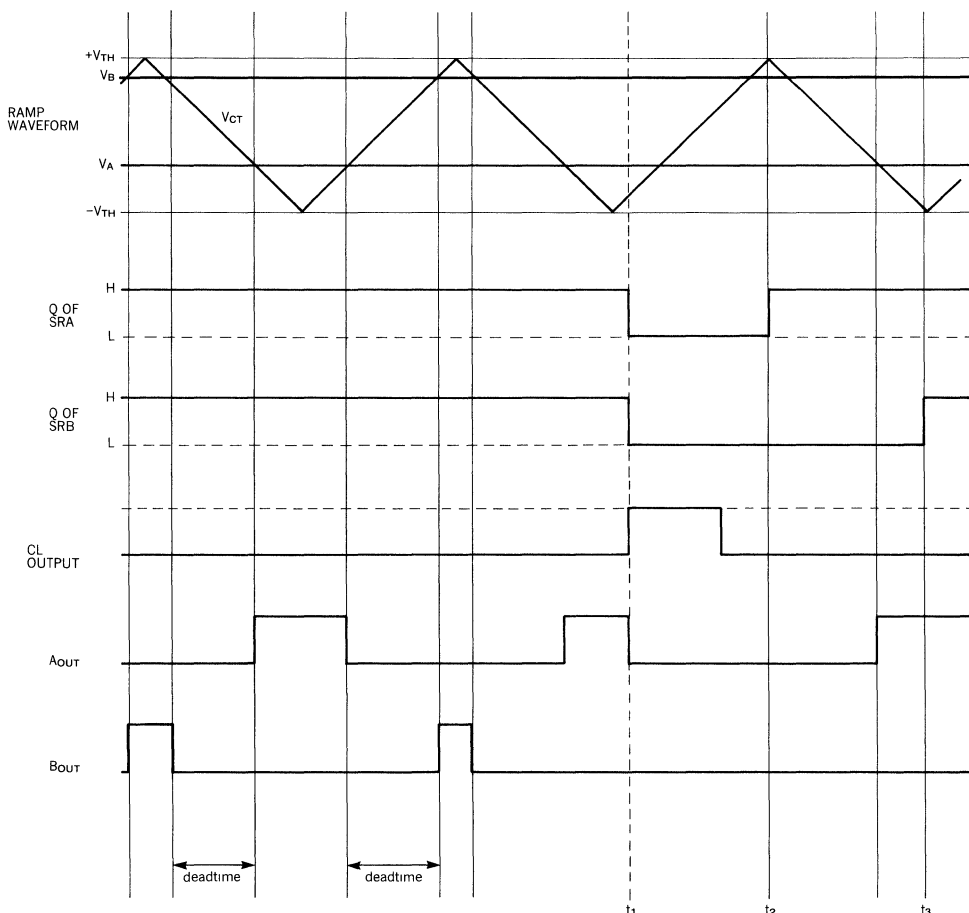 +VTH
VB
RAMP
WAVEFORM
VCT
VA
−VTH
H
Q OF
SRA
L
H
Q OF
SRB
L
CL
OUTPUT
AOUT
BOUT
deadtime deadtime
t1 t2 t3